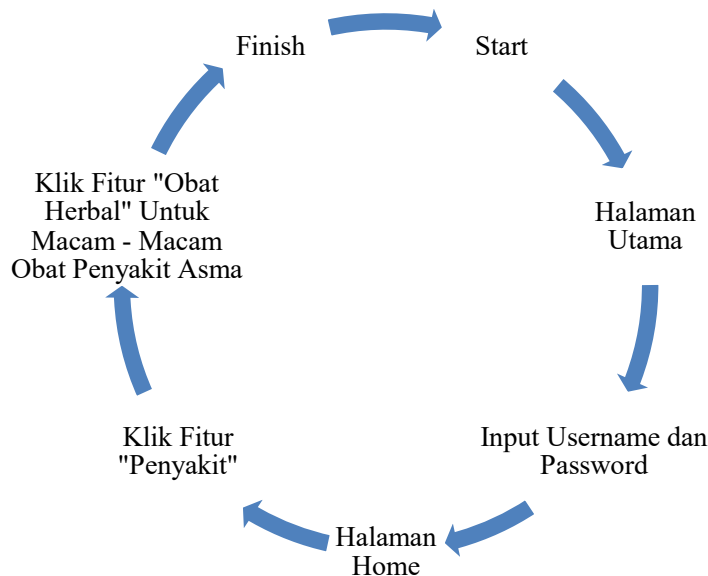 Start
Halaman
Utama
Input Username dan
Password
Halaman
Home
Klik Fitur
"Penyakit"
Klik Fitur "Obat
Herbal" Untuk
Macam - Macam
Obat Penyakit Asma
Finish